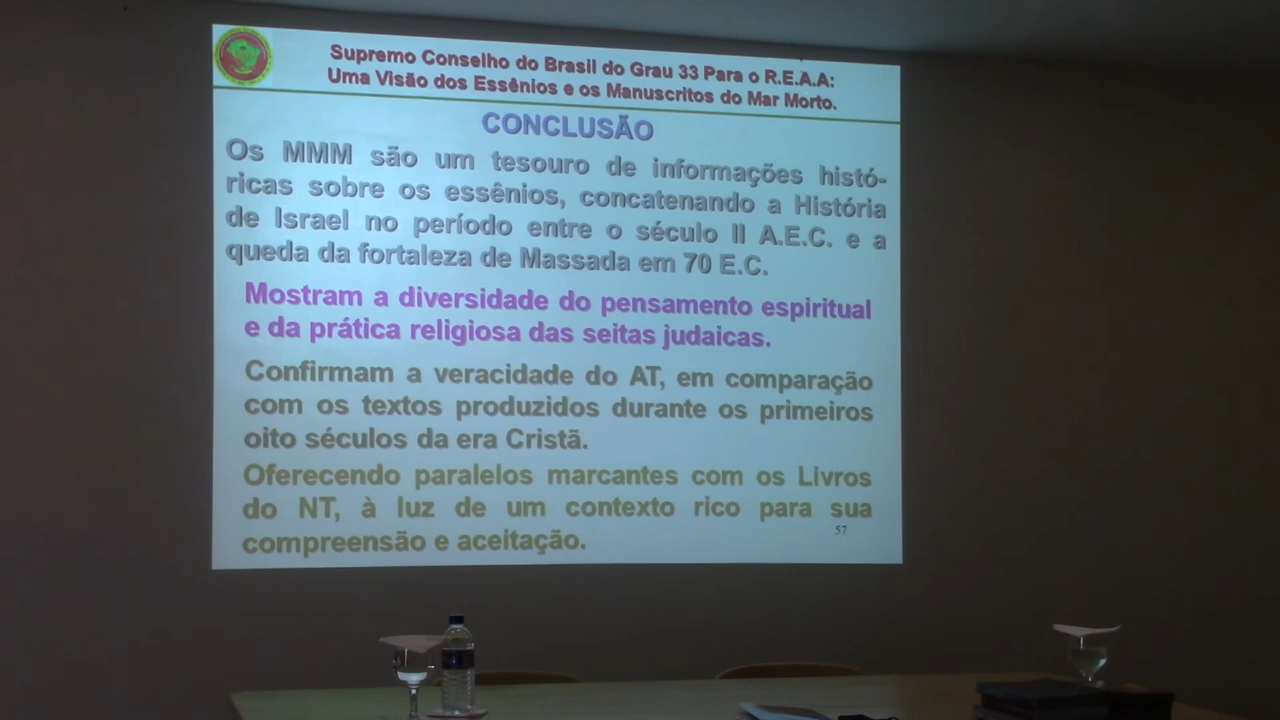 Supremo Conselho do Brasil do Grau 33 Para o R.E.A.A:
Uma Visão dos Essênios e os Manuscritos do Mar Morto.
CONCLUSÃO
Os MMM são um tesouro de informações histó-
ricas sobre os essênios, concatenando a História
de Israel no período entre o século II A.E.C. e a
queda da fortaleza de Massada em 70 E.C.
Mostram a diversidade do pensamento espiritual
e da prática religiosa das seitas judaicas.
Confirmam a veracidade do AT, em comparação
com os textos produzidos durante os primeiros
oito séculos da era Cristã.
Oferecendo paralelos marcantes com os Livros
do NT, à luz de um contexto rico para sua
compreensão e aceitação.
57